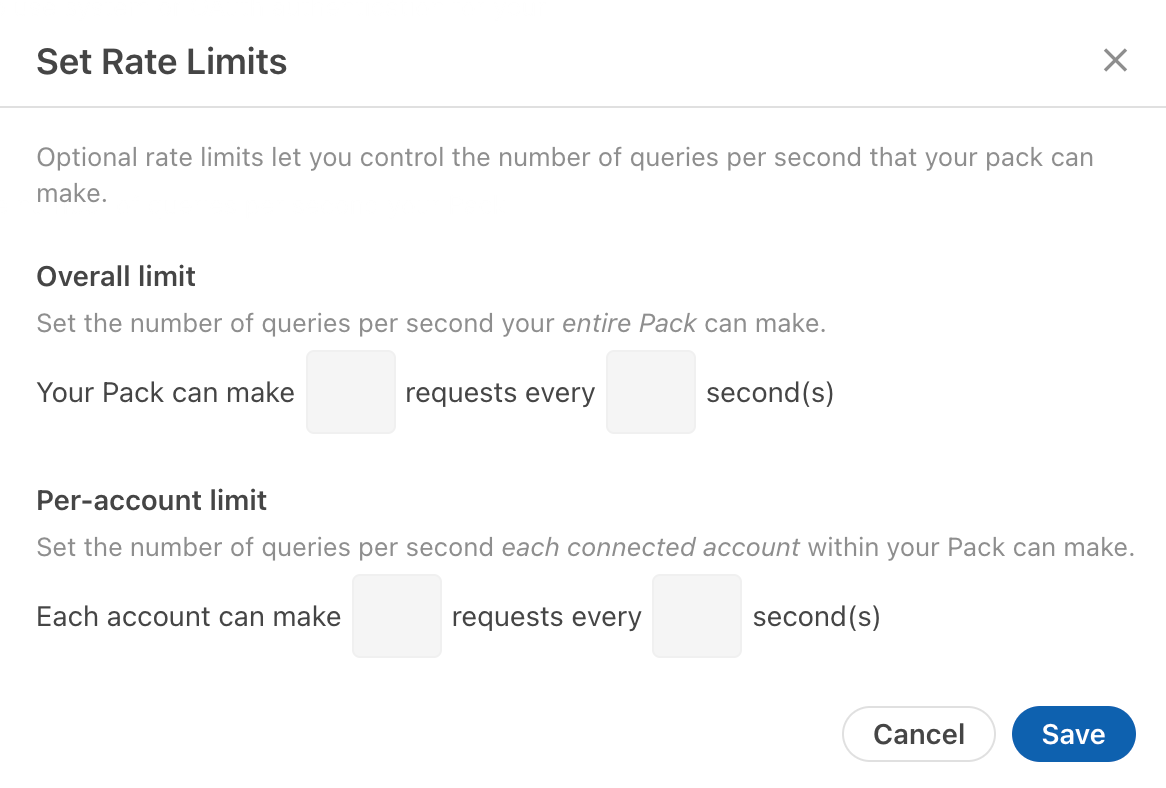 Set Rate Limits
Optional rate limits let you control the number of queries per second that your pack can
make.
Overall limit
Set the number of queries per second your entire Pack can make.
Your Pack can make requests every second(s)
Per-account limit
Set the number of queries per second each connected account within your Pack can make.
Each account can make requests every second(s)
Cancel Save